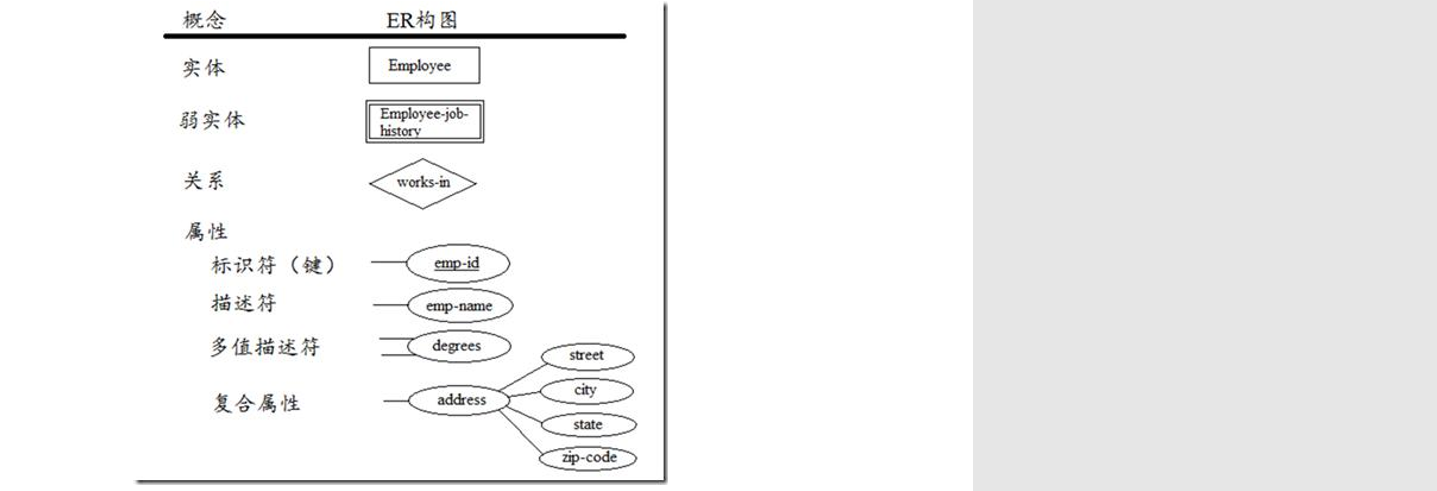 概念 ER构图
实体 Employee
弱实体 Employee-job-
history
关系 works-in
属性
标识符（键） emp-id
描述符 emp-name
多值描述符 degrees
street
city
复合属性 address
state
zip-code